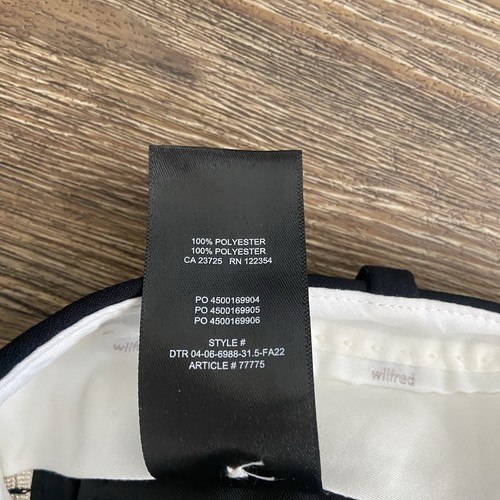 100% POLYESTER
100% POLYESTER
CA 23725 RN 122354
PO 4500169904
PO 4500169905
PO 4500169906
STYLE #
DTR 04-06-6988-31.5-FA22
ARTICLE # 77775
wilfred